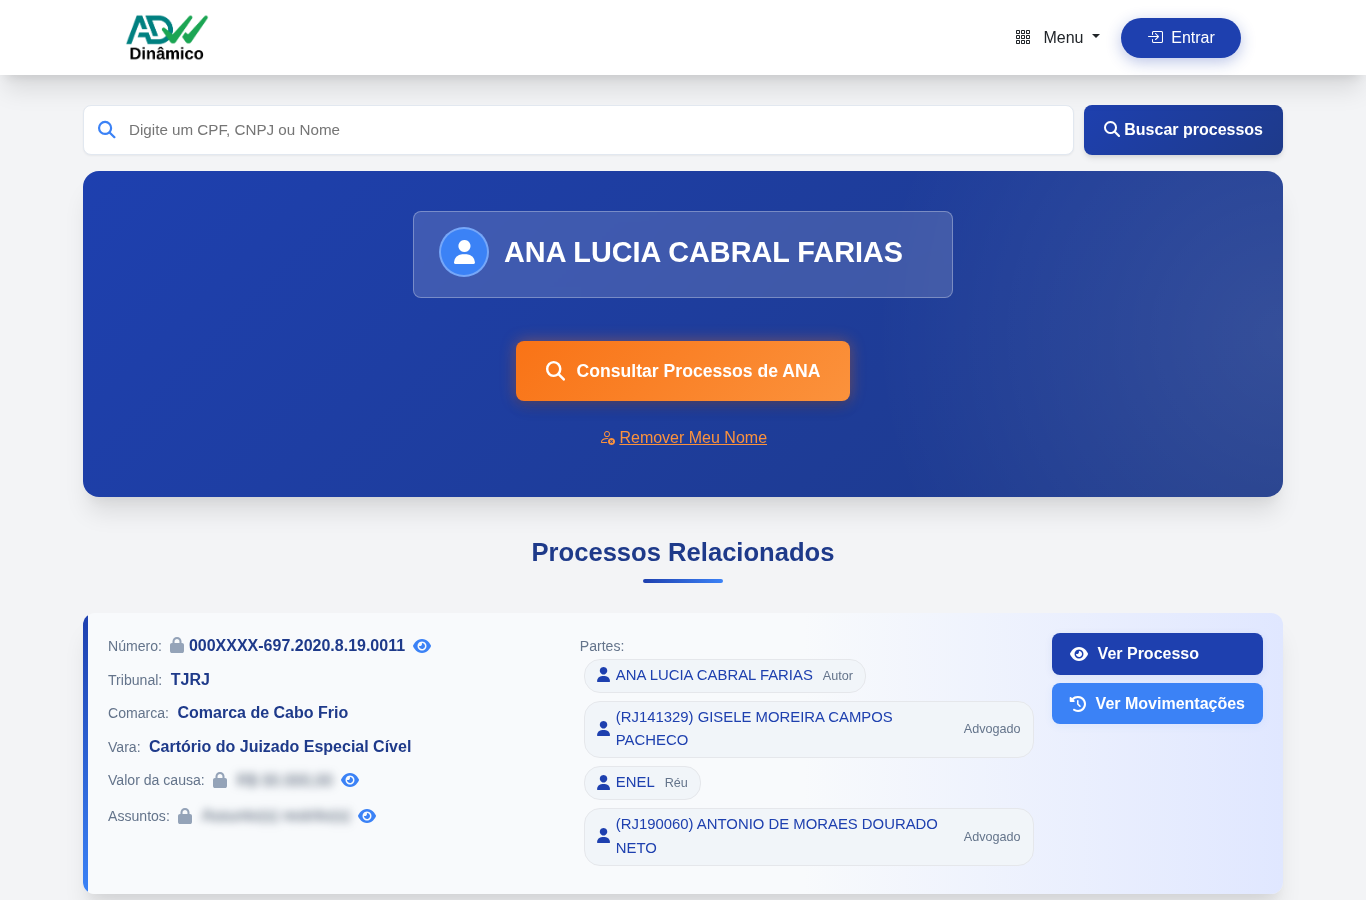 ADW
Dinâmico
Menu
Entrar
Digite um CPF, CNPJ ou Nome
Buscar processos
ANA LUCIA CABRAL FARIAS
Consultar Processos de ANA
Remover Meu Nome
Processos Relacionados
Número: 000XXXX-697.2020.8.19.0011
Tribunal: TJRJ
Comarca: Comarca de Cabo Frio
Vara: Cartório do Juizado Especial Cível
Valor da causa:
Assuntos:
Partes:
ANA LUCIA CABRAL FARIAS Autor
(RJ141329) GISELE MOREIRA CAMPOS
PACHECO Advogado
ENEL Réu
(RJ190060) ANTONIO DE MORAES DOURADO
NETO Advogado
Ver Processo
Ver Movimentações